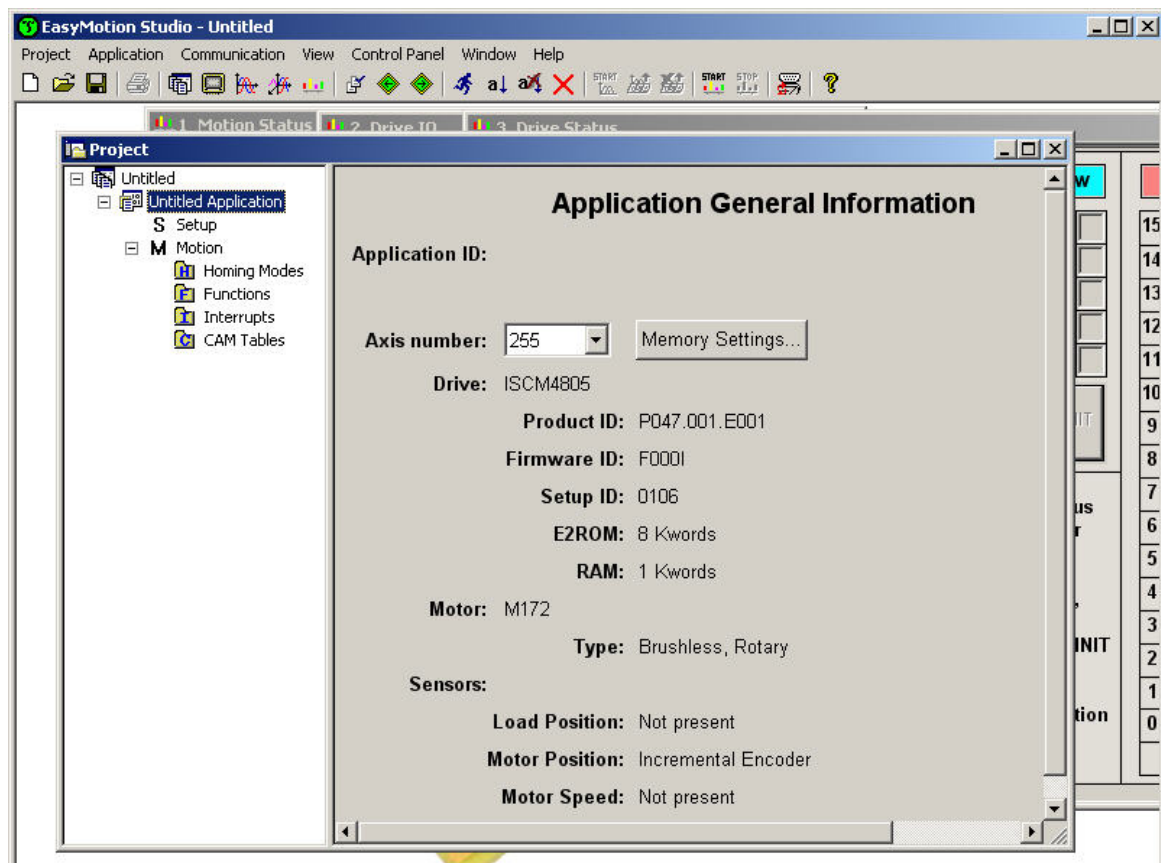 EasyMotion Studio - Untitled
Project Application Communication View Control Panel Window Help
START
START STOP
1 Motion Status 2 Drive IO 3 Drive Status
Project
Untitled
Untitled Application
S Setup
M Motion
H Homing Modes
F Functions
I Interrupts
C CAM Tables
Application General Information
Application ID:
Axis number: 255 Memory Settings...
Drive: ISCM4805
Product ID: P047.001.E001
Firmware ID: F000I
Setup ID: 0106
E2ROM: 8 Kwords
RAM: 1 Kwords
Motor: M172
Type: Brushless, Rotary
Sensors:
Load Position: Not present
Motor Position: Incremental Encoder
Motor Speed: Not present
INIT
15
14
13
12
11
10
9
8
7
6
5
4
3
2
1
0